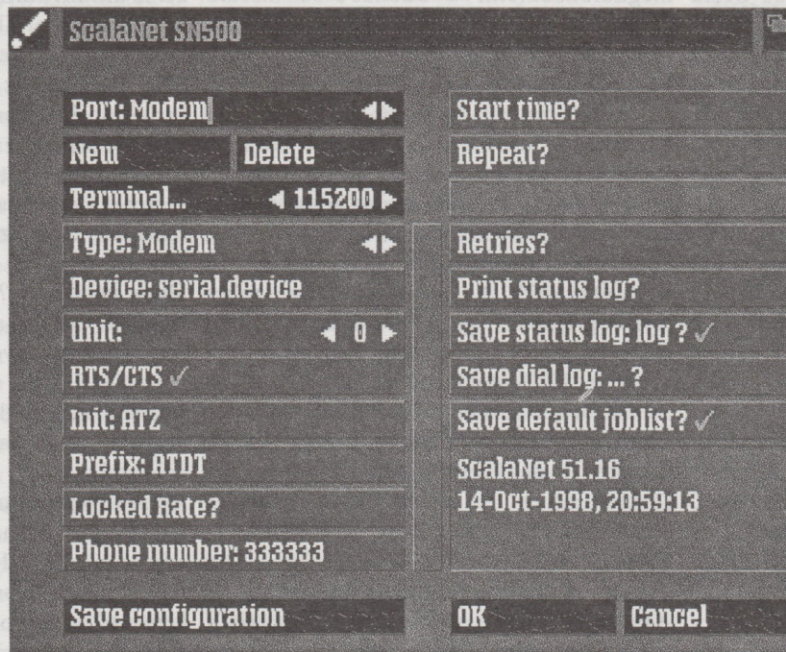 ScalaNet SN500
Port: Modem
New Delete
Terminal... 115200
Type: Modem
Device: serial.device
Unit: 0
RTS/CTS ✓
Init: ATZ
Prefix: ATDT
Locked Rate?
Phone number: 333333
Save configuration
Start time?
Repeat?
Retries?
Print status log?
Save status log: log ? ✓
Save dial log: ... ?
Save default joblist? ✓
ScalaNet 51.16
14-Oct-1998, 20:59:13
OK Cancel